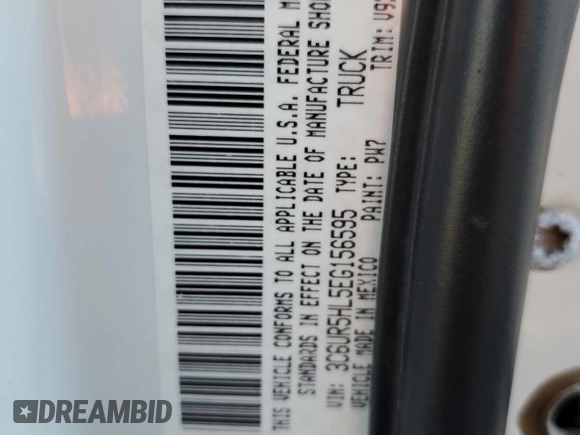 THIS VEHICLE CONFORMS TO ALL APPLICABLE U.S.A. FEDERAL M
STANDARDS IN EFFECT ON THE DATE OF MANUFACTURE SHO
VIN: 3C6UR5HL5EG156595 TYPE: TRUCK
VEHICLE MADE IN MEXICO PAINT: PW7 TRIM: V9
DREAMBID